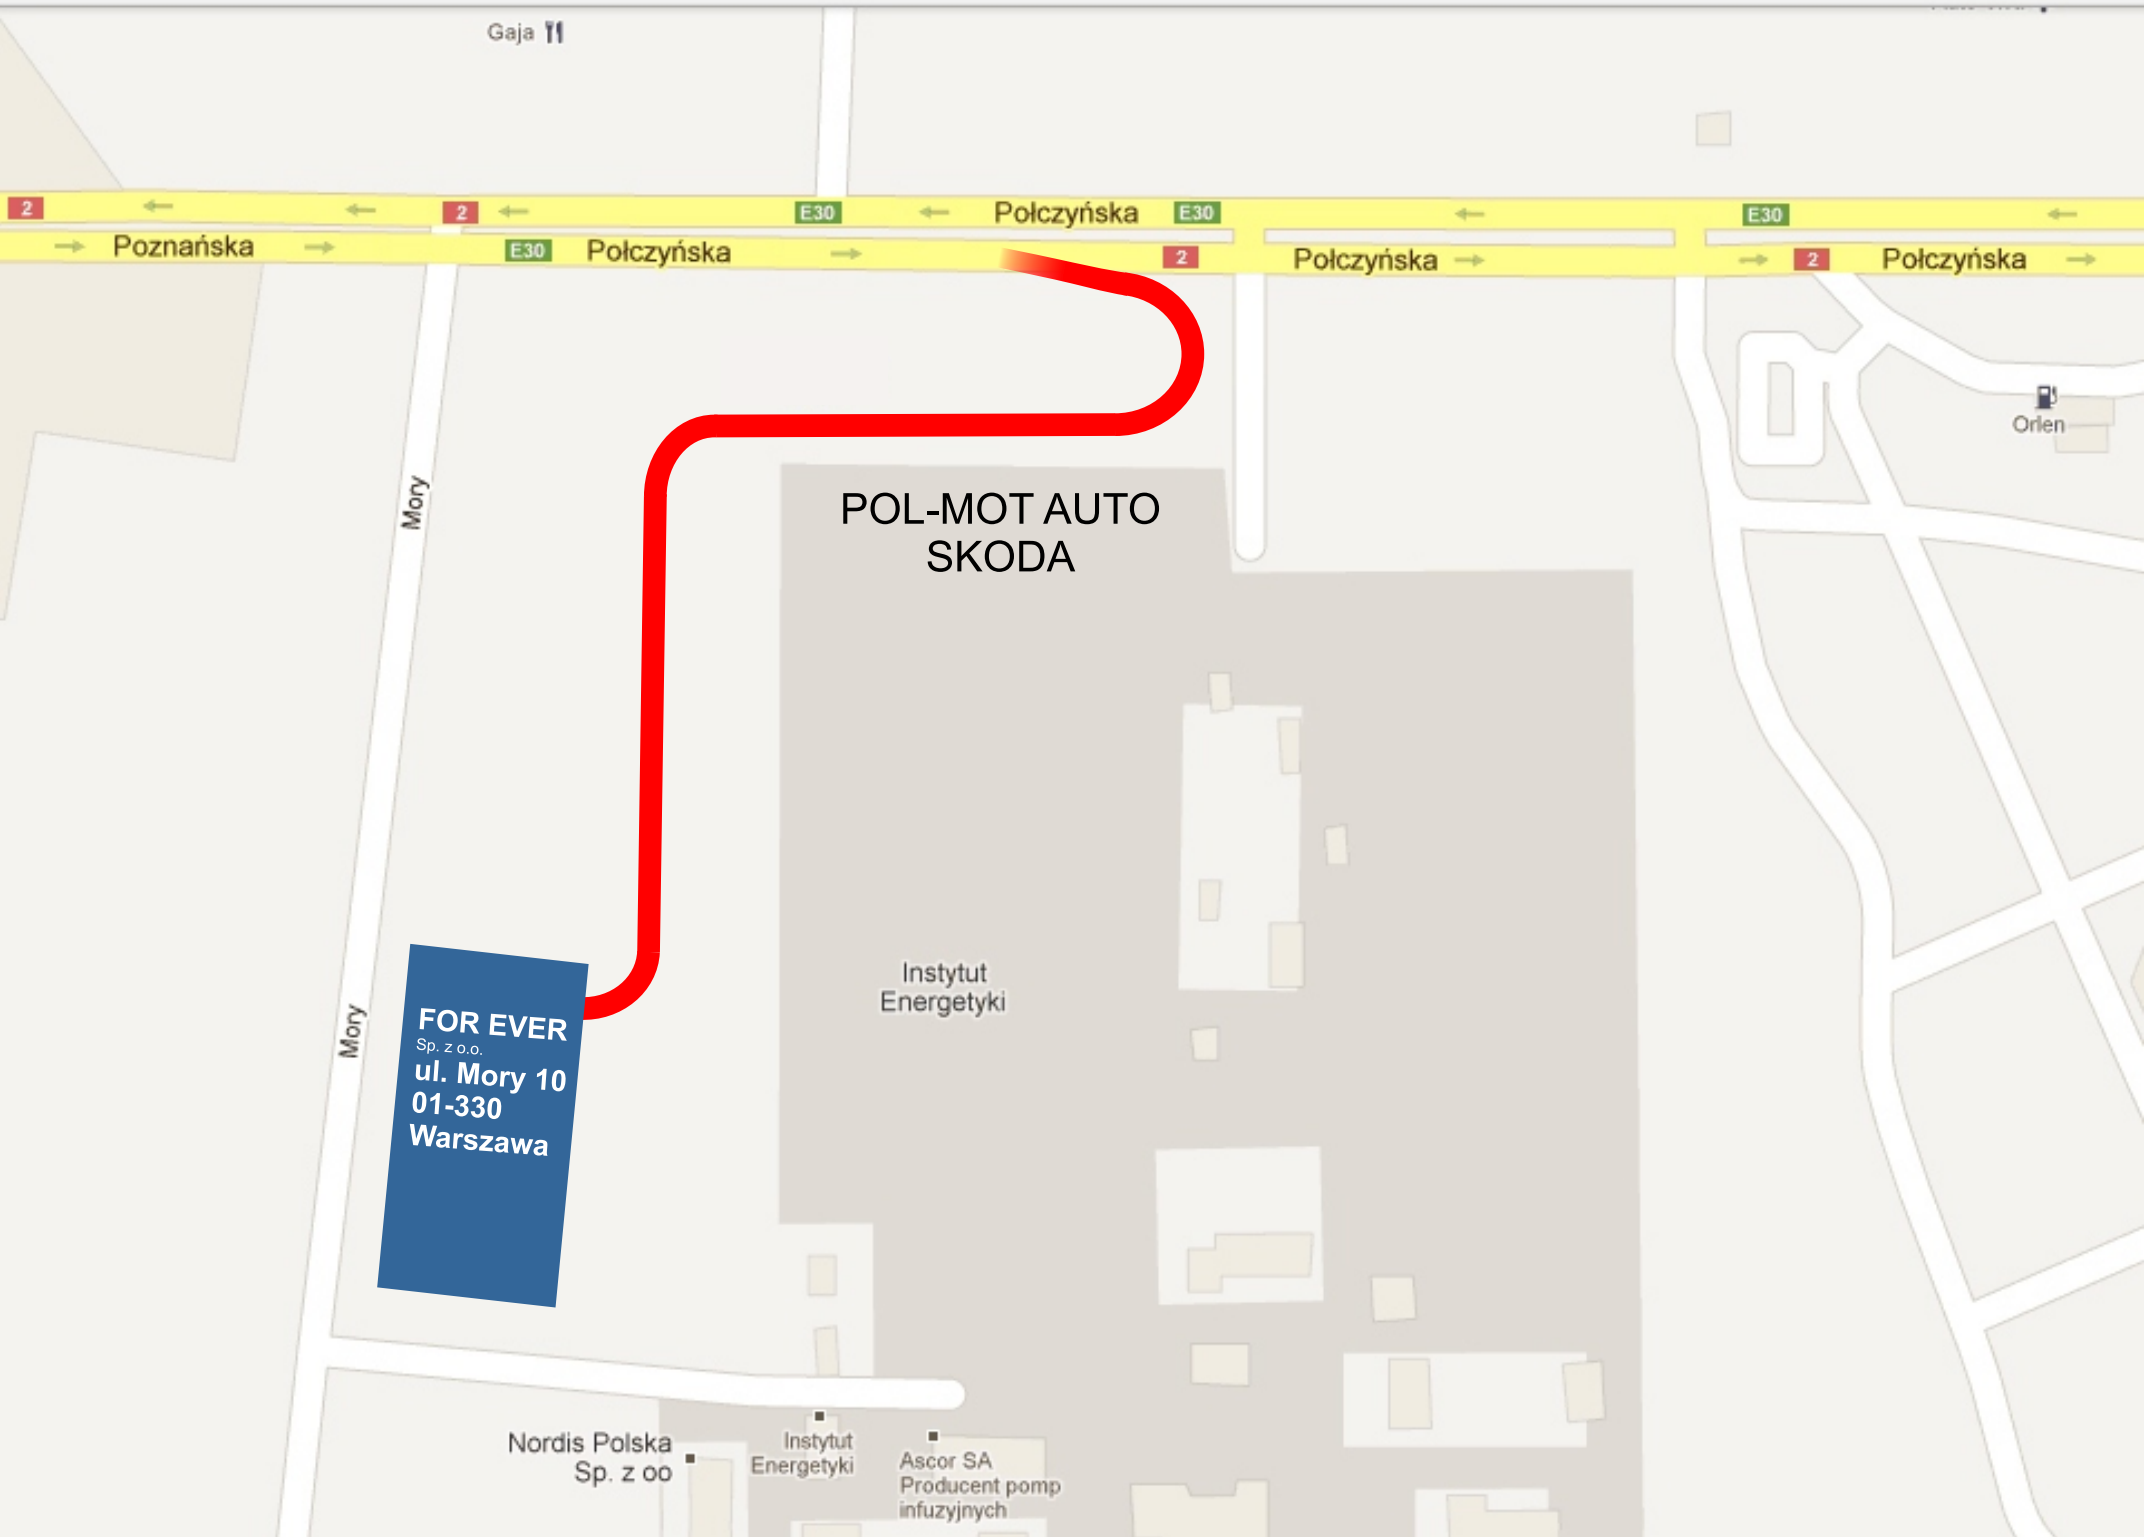 Gaja
2
2
E30
Połczyńska
E30
E30
Poznańska
E30
Połczyńska
2
Połczyńska
2
Połczyńska
Orlen
Mory
POL-MOT AUTO
SKODA
Instytut
Energetyki
Mory
FOR EVER
Sp. z o.o.
ul. Mory 10
01-330
Warszawa
Nordis Polska
Sp. z oo
Instytut
Energetyki
Ascor SA
Producent pomp
infuzyjnych